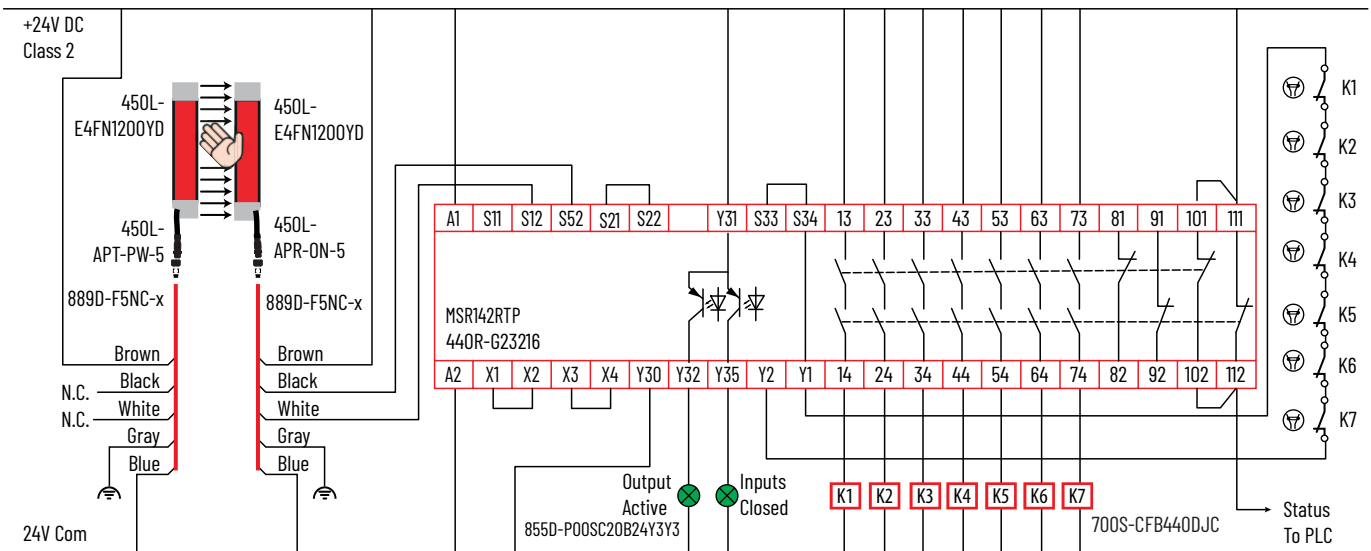 +24V DC
Class 2
450L-
E4FN1200YD
450L-
E4FN1200YD
450L-
APT-PW-5
450L-
APR-ON-5
889D-F5NC-x
889D-F5NC-x
Brown
Black
N.C.
White
N.C.
Gray
Blue
Brown
Black
White
Gray
Blue
24V Com
A1 S11 S12 S52 S21 S22 Y31 S33 S34 13 23 33 43 53 63 73 81 91 101 111
MSR142RTP
440R-G23216
A2 X1 X2 X3 X4 Y30 Y32 Y35 Y2 Y1 14 24 34 44 54 64 74 82 92 102 112
Output
Active
Inputs
Closed
855D-P00SC20B24Y3Y3
K1 K2 K3 K4 K5 K6 K7
700S-CFB440DJC
Status
To PLC
K1
K2
K3
K4
K5
K6
K7